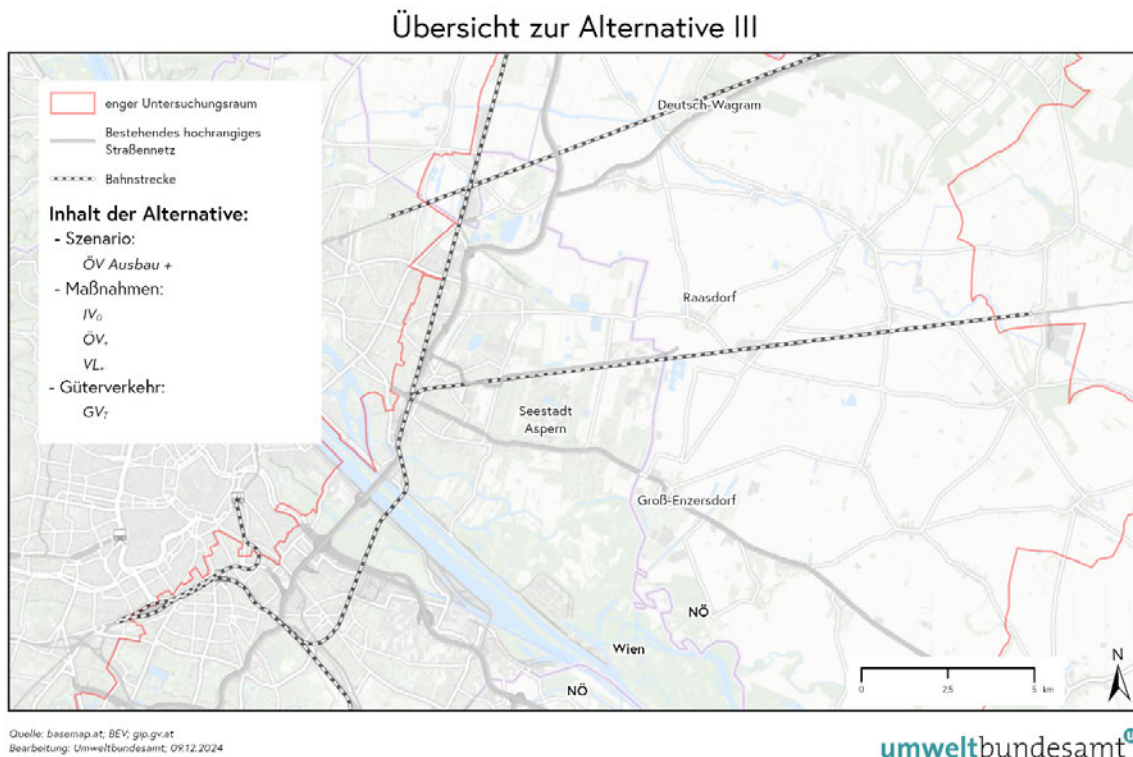 Übersicht zur Alternative III
enger Untersuchungsraum
Bestehendes hochrangiges
Straßennetz
Bahnstrecke
Inhalt der Alternative:
- Szenario:
ÖV Ausbau +
- Maßnahmen:
IV₀
ÖV₊
VL₊
- Güterverkehr:
GV_T
Deutsch-Wagram
Raasdorf
Seestadt
Aspern
Groß-Enzersdorf
NÖ
Wien
NÖ
N
0 2,5 5 km
Quelle: basemap.at; BEV; gip.gv.at
Bearbeitung: Umweltbundesamt; 09.12.2024
umweltbundesamt